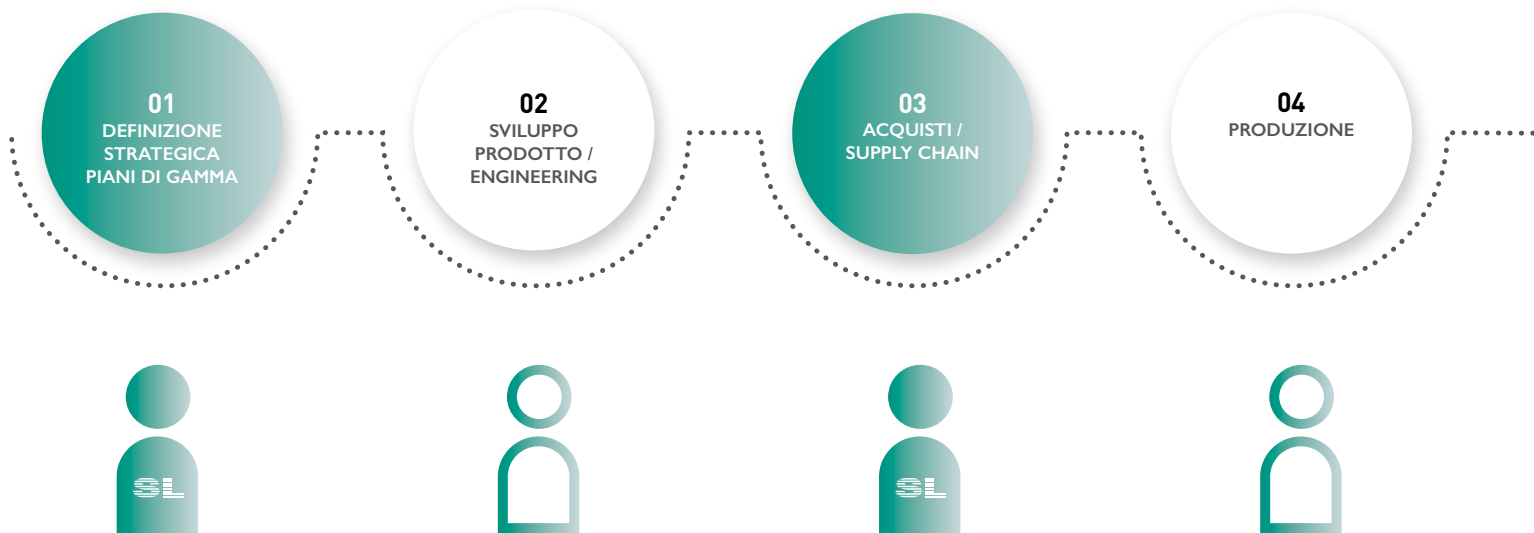 01
DEFINIZIONE
STRATEGICA
PIANI DI GAMMA
02
SVILUPPO
PRODOTTO /
ENGINEERING
03
ACQUISTI /
SUPPLY CHAIN
04
PRODUZIONE
SL
SL